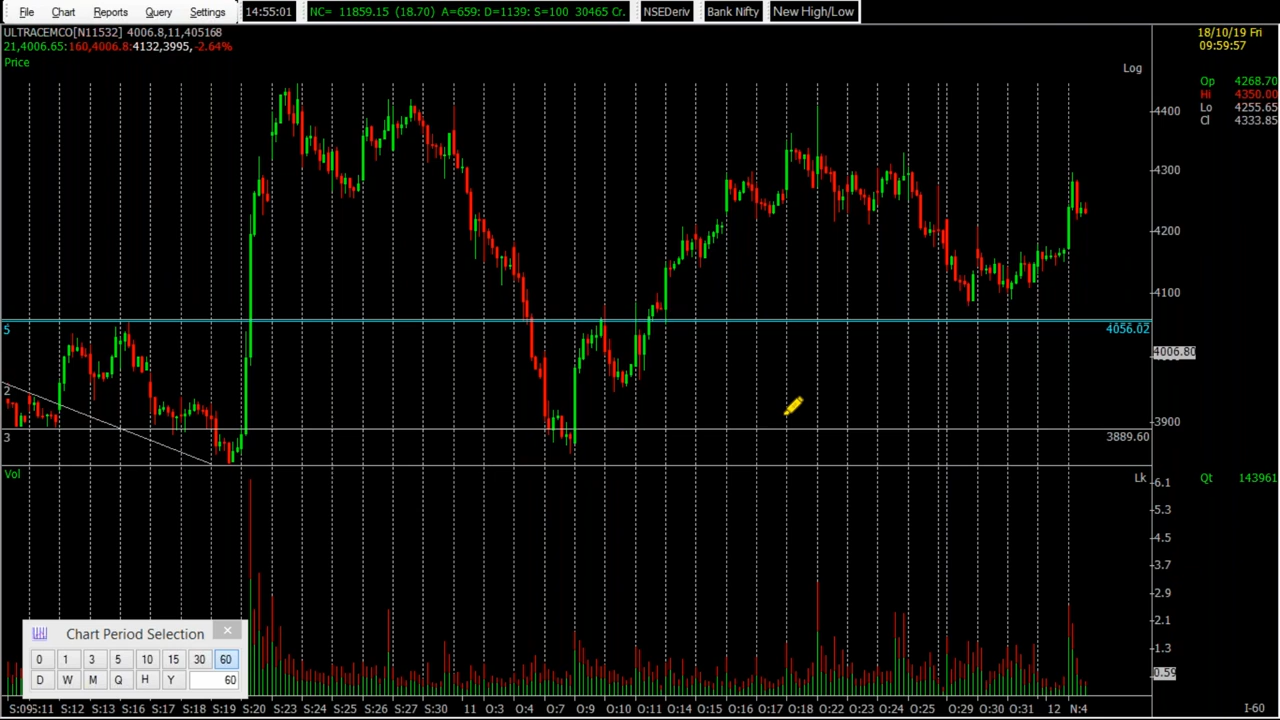 File Chart Reports Query Settings 14:55:01 NC= 11859.15 (18.70) A=659: D=1139: S=100 30465 Cr. NSEDeriv Bank Nifty New High/Low
ULTRACEMCO[N11532] 4006.8,11,405168
21,4006.65:160,4006.8:4132,3995,-2.64%
Price
Log
18/10/19 Fri
09:59:57
Op 4268.70
Hi 4350.00
Lo 4255.65
Cl 4333.85
4400
4300
4200
4100
5
4056.02
4006.80
2
3900
3
3889.60
Vol
Lk
Qt 143961
6.1
5.3
4.5
3.7
2.9
2.1
1.3
0.59
Chart Period Selection
0 1 3 5 10 15 30 60
D W M Q H Y 60
S:09S:11 S:12 S:13 S:16 S:17 S:18 S:19 S:20 S:23 S:24 S:25 S:26 S:27 S:30 11 O:3 O:4 O:7 O:9 O:10 O:11 O:14 O:15 O:16 O:17 O:18 O:22 O:23 O:24 O:25 O:29 O:30 O:31 12 N:4 I-60